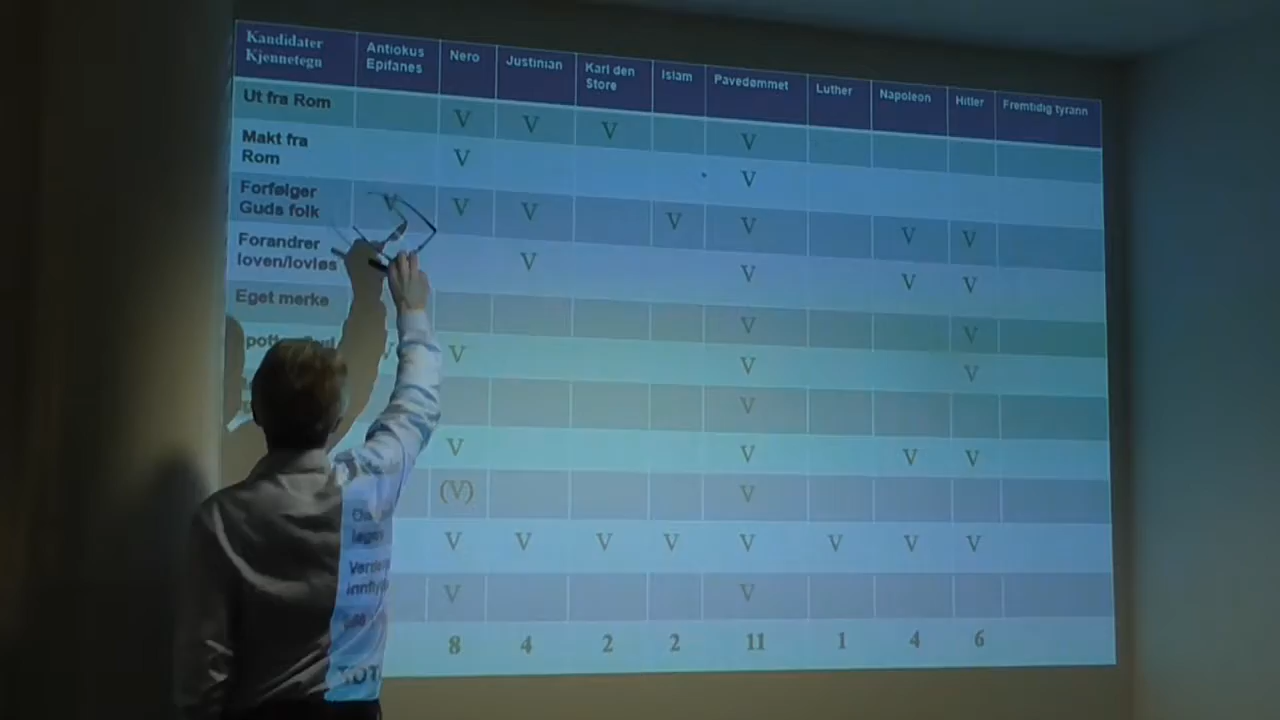 Kandidater
Kjennetegn
Antiokus
Epifanes
Nero
Justinian
Karl den
Store
Islam
Pavedømmet
Luther
Napoleon
Hitler
Fremtidig tyrann
Ut fra Rom
V V V V
Makt fra
Rom
V V
Forfølger
Guds folk
V V V V V V V
Forandrer
loven/lovløs
V V V V
Eget merke
V V
V V V V
V
V V V V
(V) V
V V V V V V V V
V V
8 4 2 2 11 1 4 6
TOT